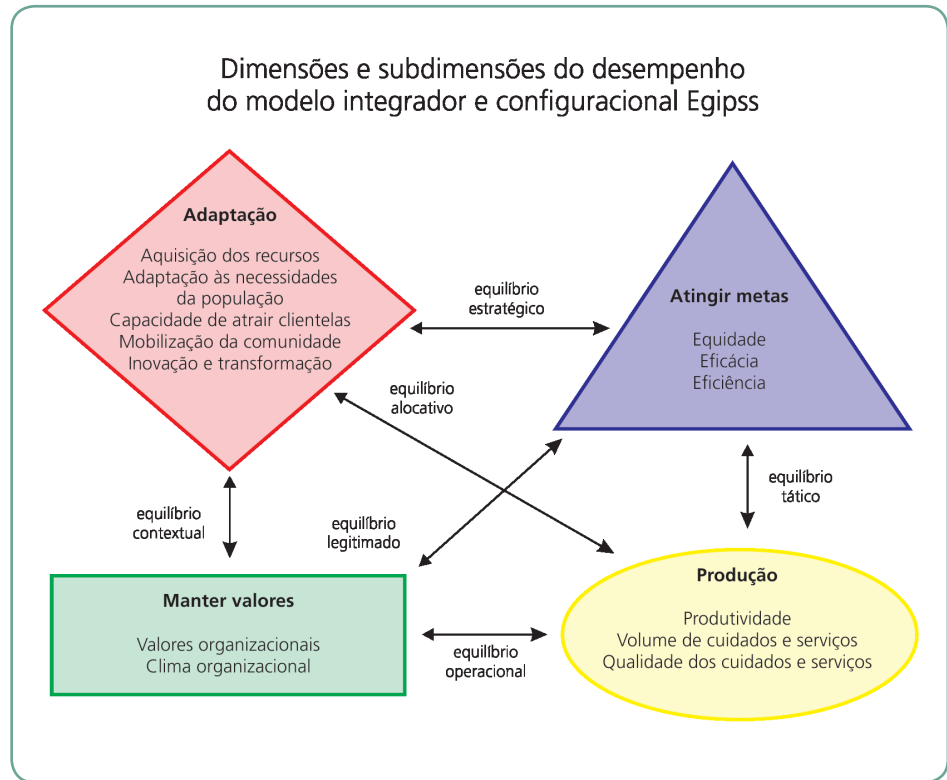 Dimensões e subdimensões do desempenho
do modelo integrador e configuracional Egipss
Adaptação
Aquisição dos recursos
Adaptação às necessidades
da população
Capacidade de atrair clientelas
Mobilização da comunidade
Inovação e transformação
equilíbrio
estratégico
Atingir metas
Equidade
Eficácia
Eficiência
equilíbrio
alocativo
equilíbrio
contextual
equilíbrio
legitimado
equilíbrio
tático
Manter valores
Valores organizacionais
Clima organizacional
equilíbrio
operacional
Produção
Produtividade
Volume de cuidados e serviços
Qualidade dos cuidados e serviços